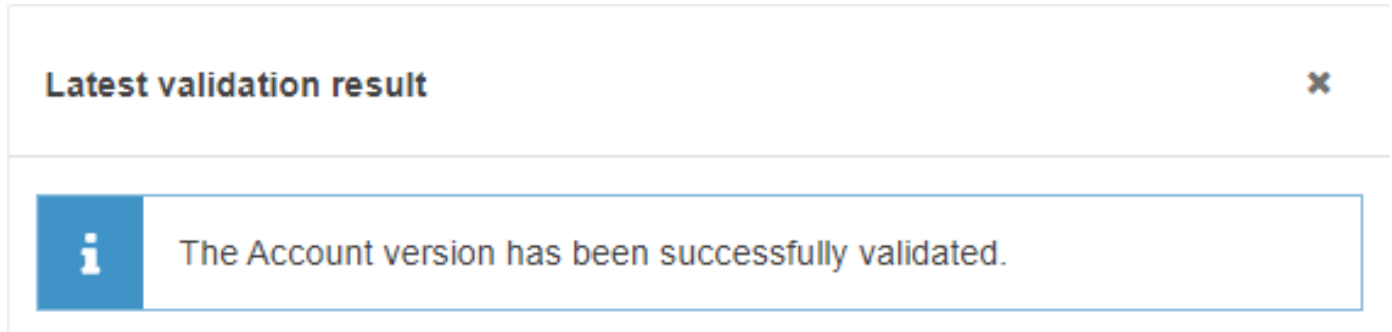 Latest validation result
The Account version has been successfully validated.